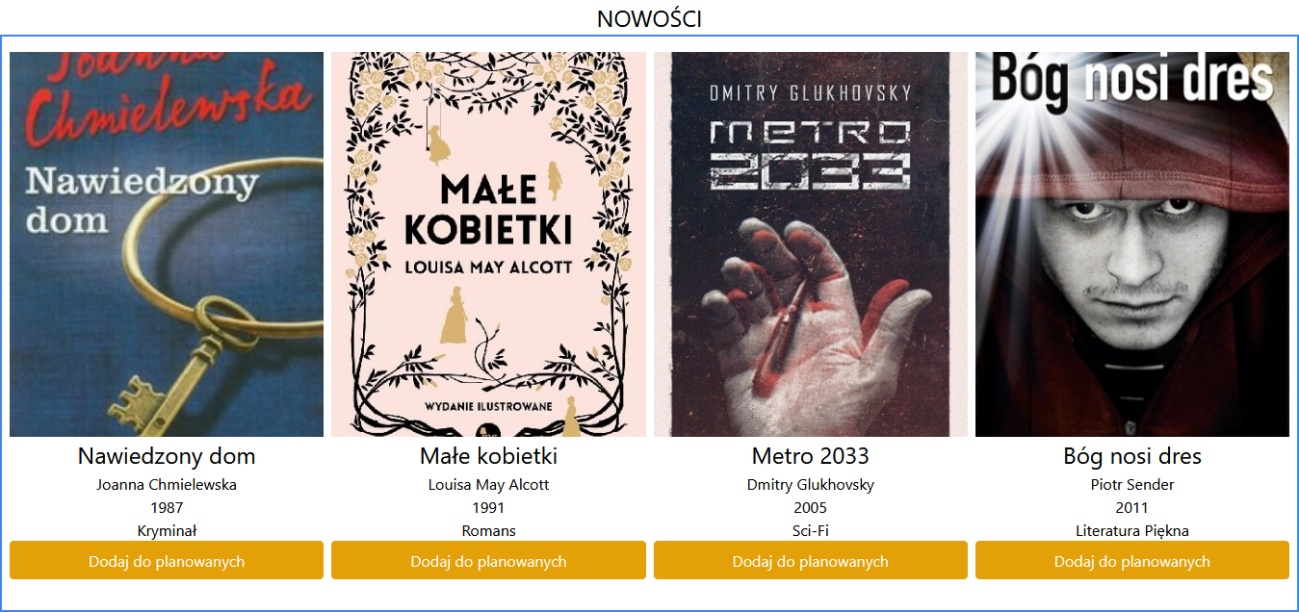 NOWOŚCI
Joanna
Chmielewska
Nawiedzony
dom
MAŁE
KOBIETKI
LOUISA MAY ALCOTT
WYDANIE ILUSTROWANE
DMITRY GLUKHOVSKY
METRO
2033
Bóg nosi dres
Nawiedzony dom
Joanna Chmielewska
1987
Kryminał
Dodaj do planowanych
Małe kobietki
Louisa May Alcott
1991
Romans
Dodaj do planowanych
Metro 2033
Dmitry Glukhovsky
2005
Sci-Fi
Dodaj do planowanych
Bóg nosi dres
Piotr Sender
2011
Literatura Piękna
Dodaj do planowanych